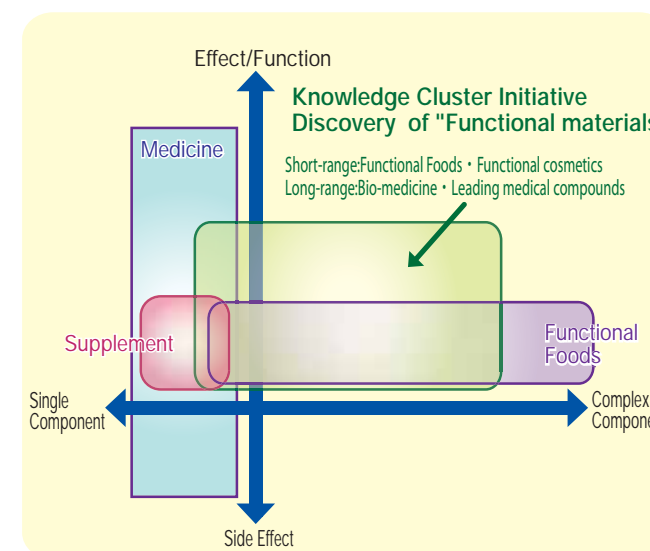 Effect/Function
Knowledge Cluster Initiative
Discovery of "Functional materials
Medicine
Short-range:Functional Foods・Functional cosmetics
Long-range:Bio-medicine・Leading medical compounds
Supplement
Functional
Foods
Single
Component
Complex
Compone
Side Effect